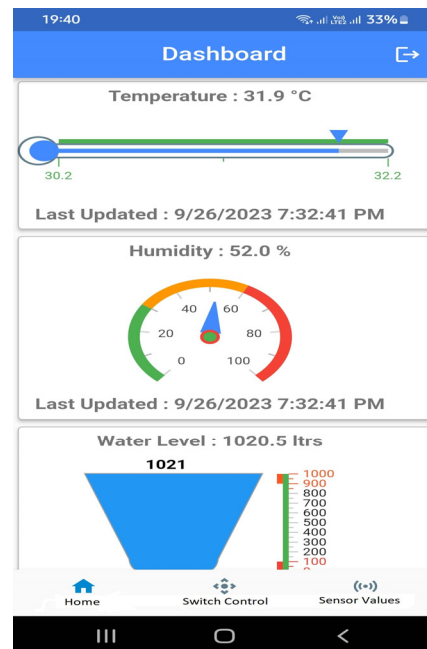 19:40 33%
Dashboard
Temperature : 31.9 °C
30.2 32.2
Last Updated : 9/26/2023 7:32:41 PM
Humidity : 52.0 %
40 60
20 80
0 100
Last Updated : 9/26/2023 7:32:41 PM
Water Level : 1020.5 ltrs
1021
1000
900
800
700
600
500
400
300
200
100
Home Switch Control Sensor Values